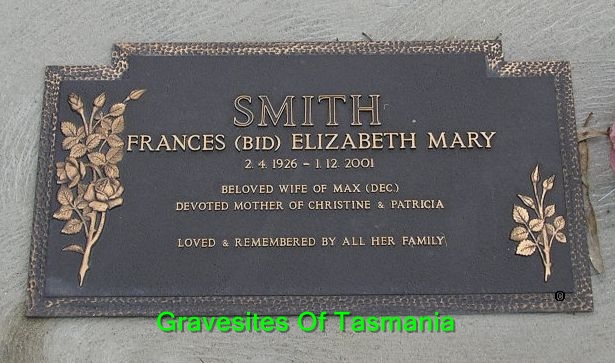 SMITH
FRANCES (BID) ELIZABETH MARY
2. 4. 1926 – 1. 12. 2001
BELOVED WIFE OF MAX (DEC.)
DEVOTED MOTHER OF CHRISTINE & PATRICIA
LOVED & REMEMBERED BY ALL HER FAMILY
Gravesites Of Tasmania